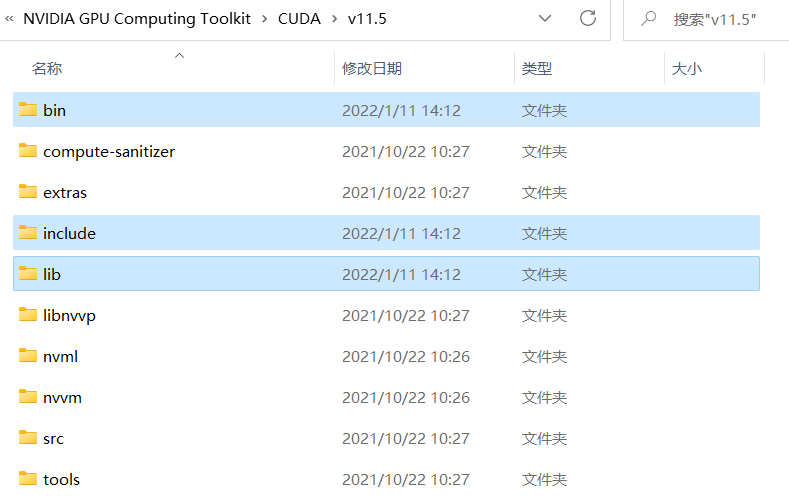 « NVIDIA GPU Computing Toolkit › CUDA › v11.5 搜索"v11.5"
名称 修改日期 类型 大小
bin 2022/1/11 14:12 文件夹
compute-sanitizer 2021/10/22 10:27 文件夹
extras 2021/10/22 10:27 文件夹
include 2022/1/11 14:12 文件夹
lib 2022/1/11 14:12 文件夹
libnvvp 2021/10/22 10:27 文件夹
nvml 2021/10/22 10:26 文件夹
nvvm 2021/10/22 10:26 文件夹
src 2021/10/22 10:27 文件夹
tools 2021/10/22 10:27 文件夹